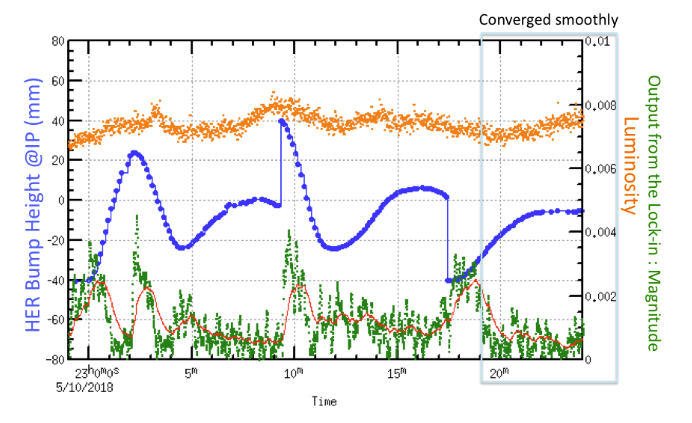 Converged smoothly
80
60
40
20
0
-20
-40
-60
-80
HER Bump Height @IP (mm)
0.01
0.008
0.006
0.004
0.002
0
Luminosity
Output from the Lock-in : Magnitude
23h0m0s 5m 10m 15m 20m
5/10/2018
Time